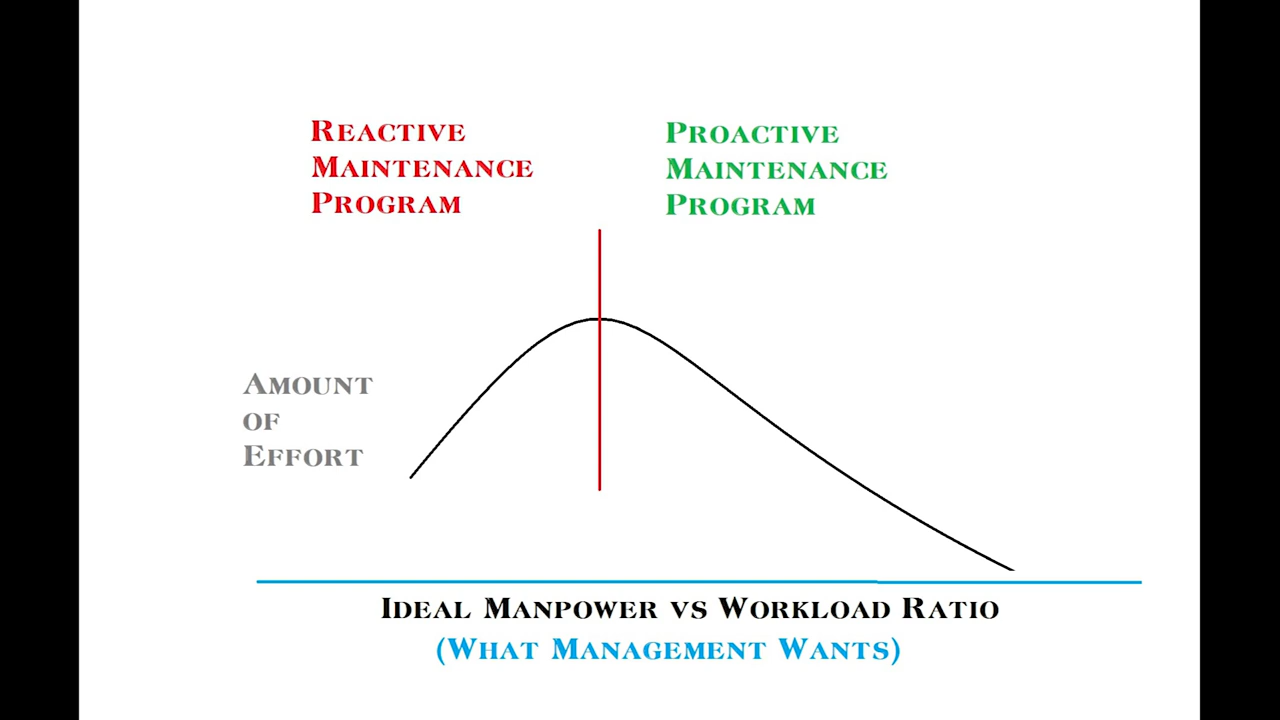 Reactive
Maintenance
Program
Proactive
Maintenance
Program
Amount
of
Effort
Ideal Manpower vs Workload Ratio
(What Management Wants)